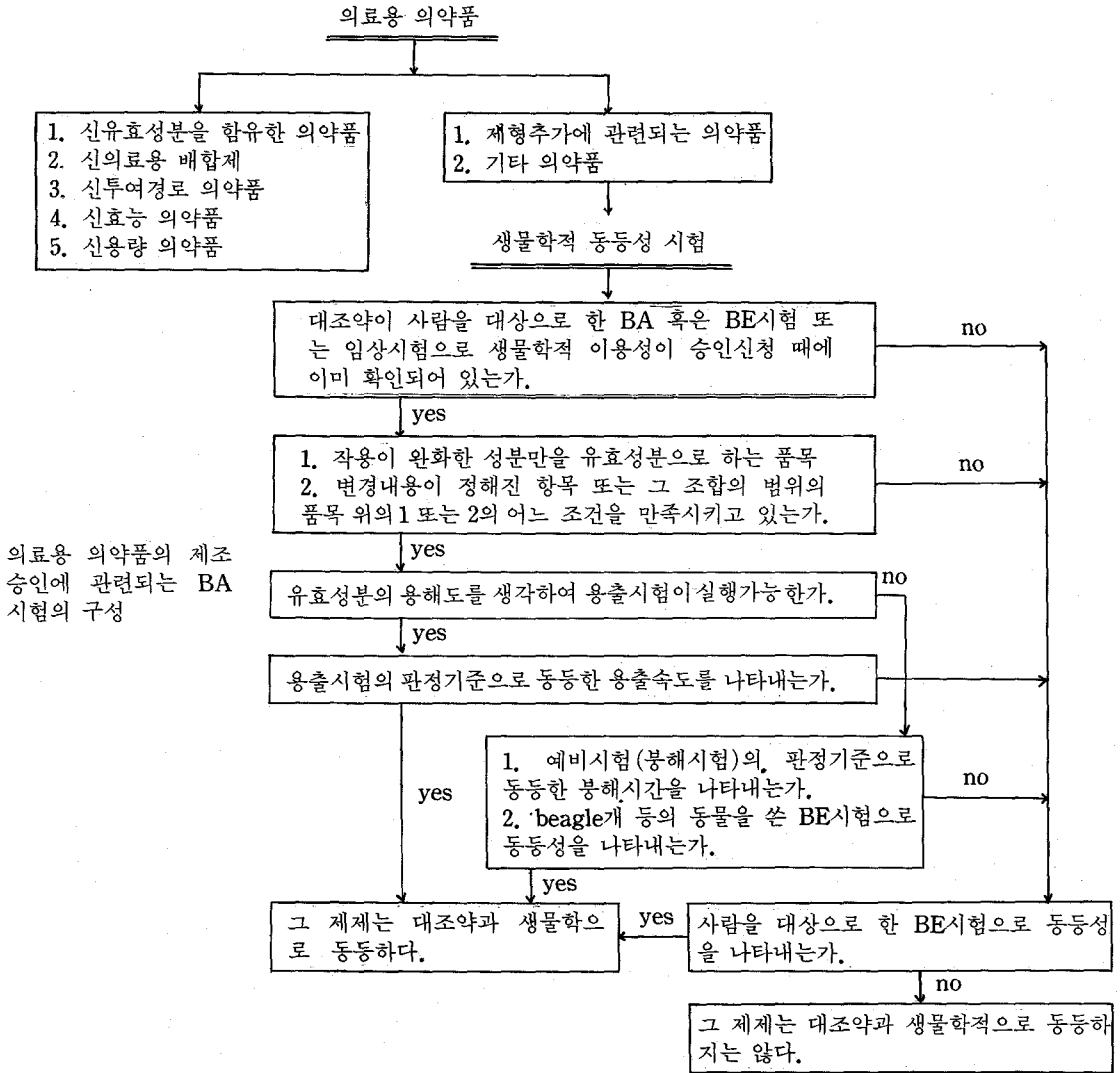 의료용 의약품
1. 신유효성분을 함유한 의약품
2. 신의료용 배합제
3. 신투여경로 의약품
4. 신효능 의약품
5. 신용량 의약품
1. 제형추가에 관련되는 의약품
2. 기타 의약품
생물학적 동등성 시험
대조약이 사람을 대상으로 한 BA 혹은 BE시험 또
는 임상시험으로 생물학적 이용성이 승인신청 때에
이미 확인되어 있는가.
no
yes
1. 작용이 완화한 성분만을 유효성분으로 하는 품목
2. 변경내용이 정해진 항목 또는 그 조합의 범위의
품목 위의 1 또는 2의 어느 조건을 만족시키고 있는가.
no
yes
의료용 의약품의 제조
승인에 관련되는 BA
시험의 구성
유효성분의 용해도를 생각하여 용출시험이 실행가능한가.
no
yes
용출시험의 판정기준으로 동등한 용출속도를 나타내는가.
yes
1. 예비시험(붕해시험)의 판정기준으로
동등한 붕해시간을 나타내는가.
2. beagle개 등의 동물을 쓴 BE시험으로
동등성을 나타내는가.
no
yes
그 제제는 대조약과 생물학으
로 동등하다.
yes
사람을 대상으로 한 BE시험으로 동등성
을 나타내는가.
no
그 제제는 대조약과 생물학적으로 동등하
지는 않다.